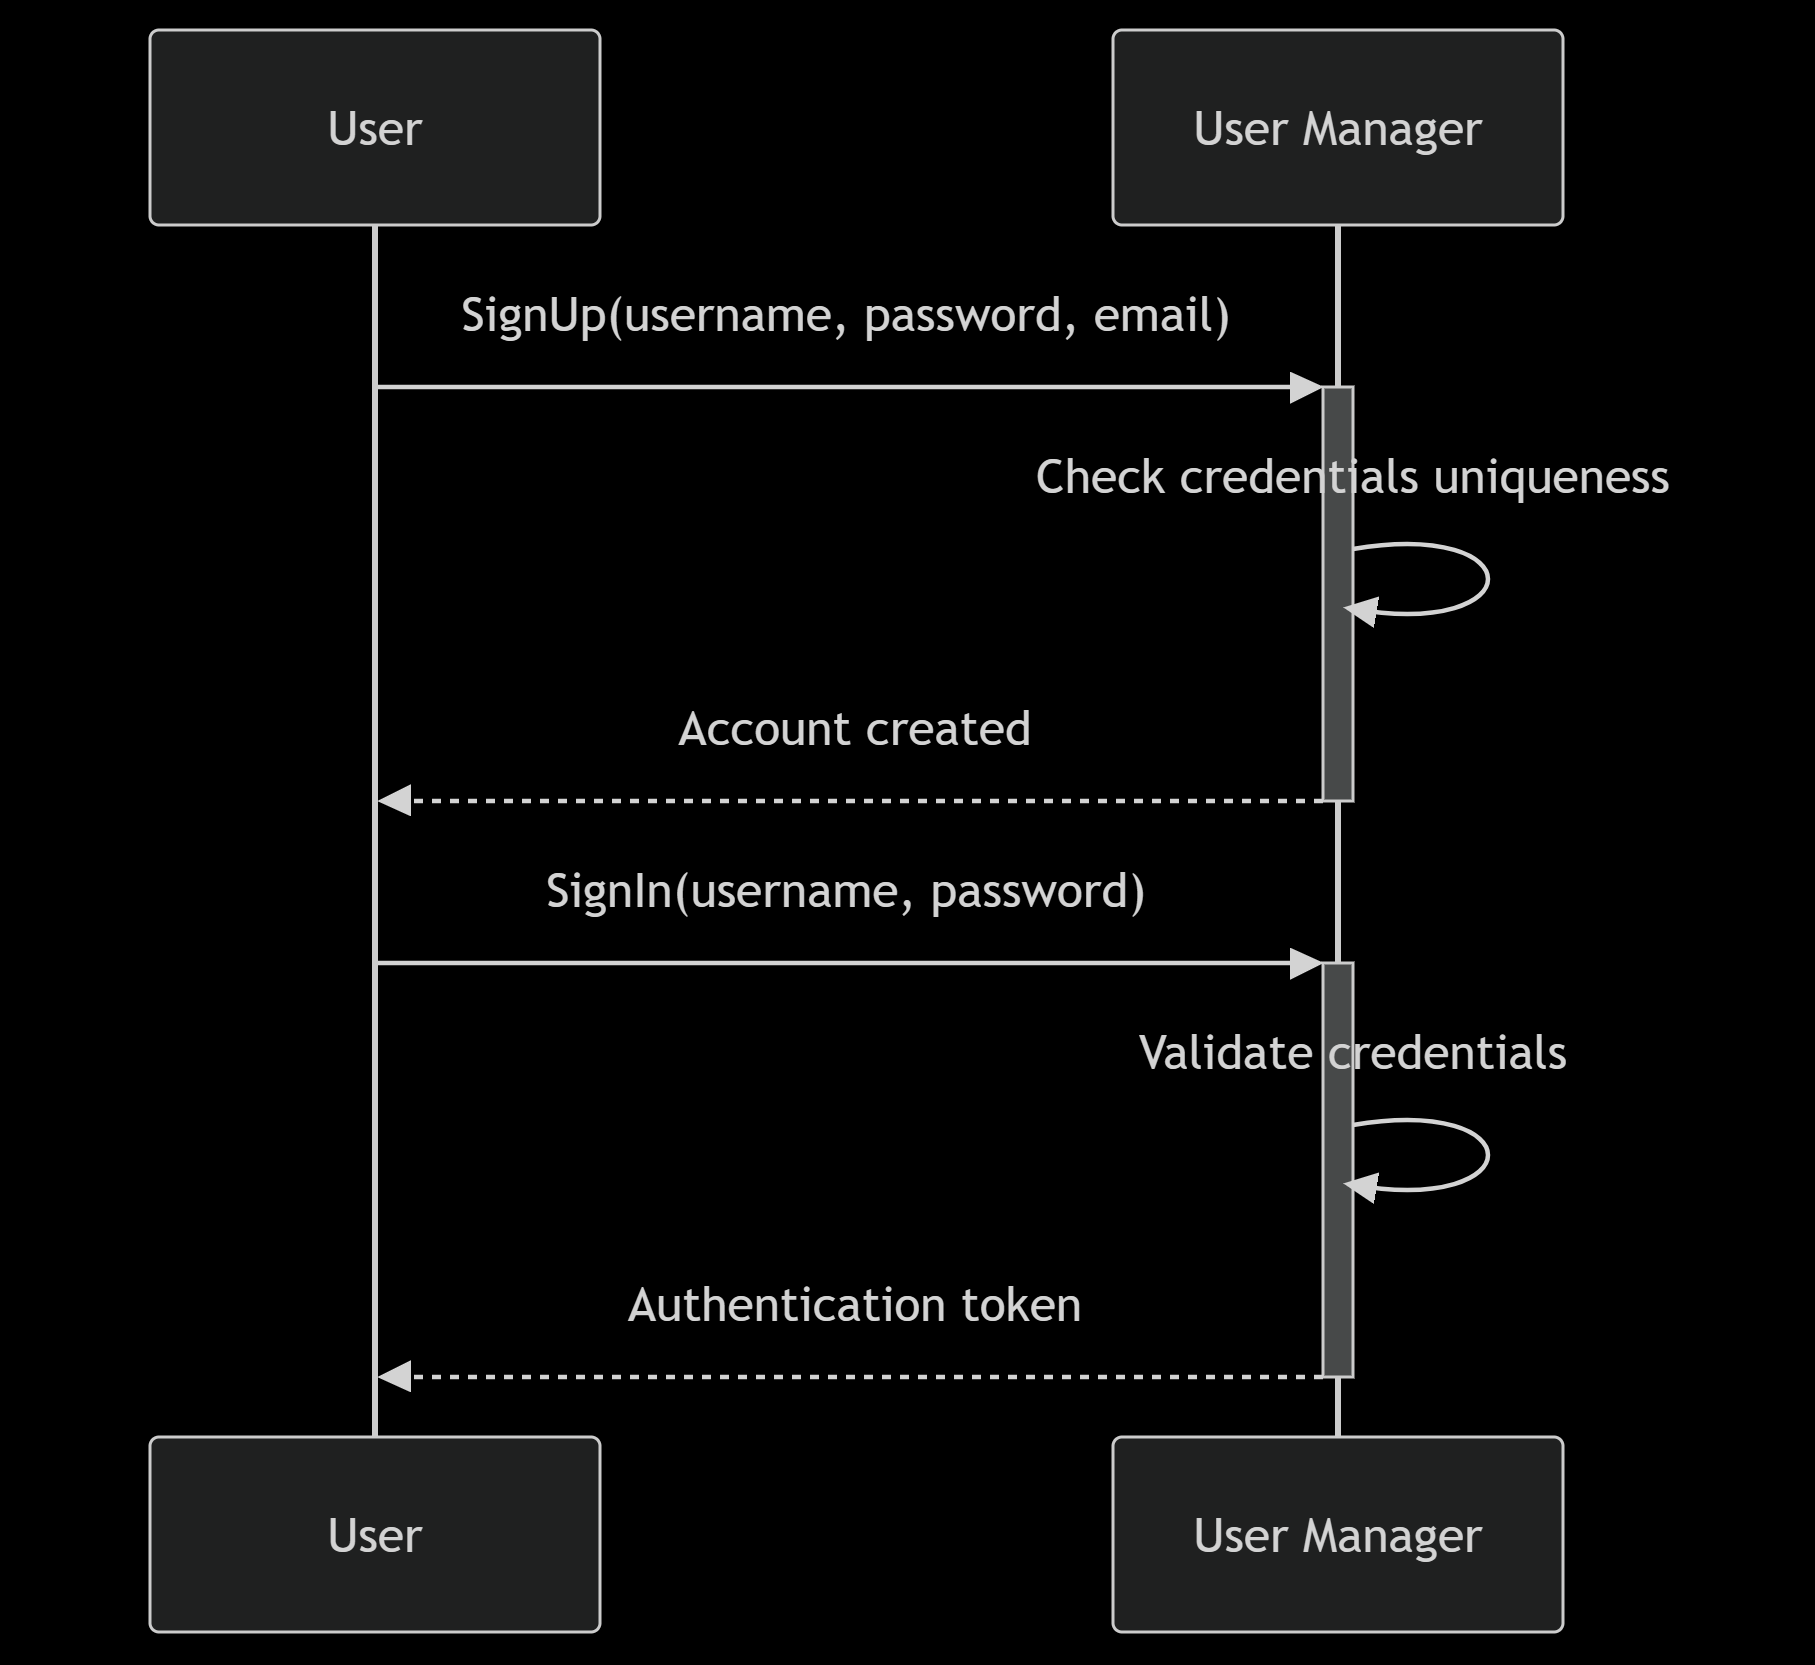 User
User Manager
SignUp(username, password, email)
Check credentials uniqueness
Account created
SignIn(username, password)
Validate credentials
Authentication token
User
User Manager